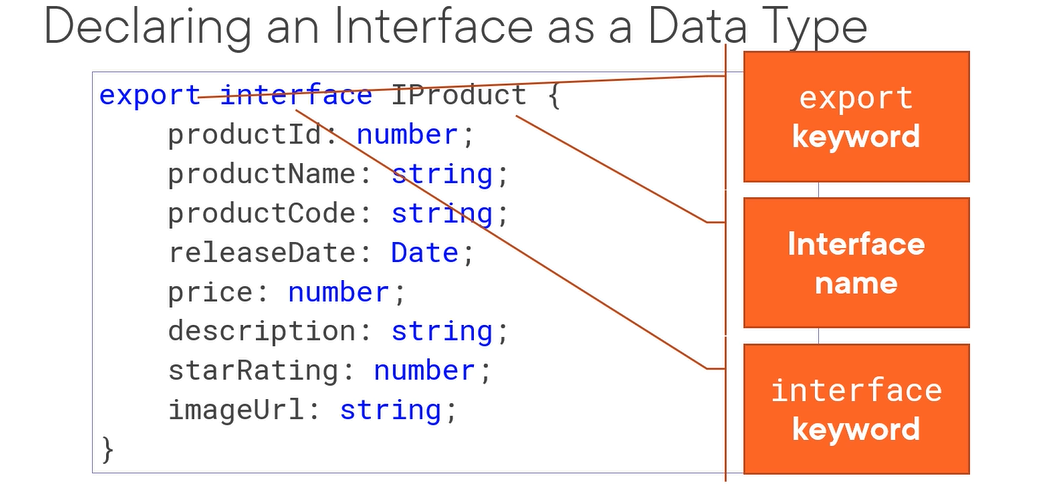 Declaring an Interface as a Data Type
export interface IProduct {
    productId: number;
    productName: string;
    productCode: string;
    releaseDate: Date;
    price: number;
    description: string;
    starRating: number;
    imageUrl: string;
}
export
keyword
Interface
name
interface
keyword